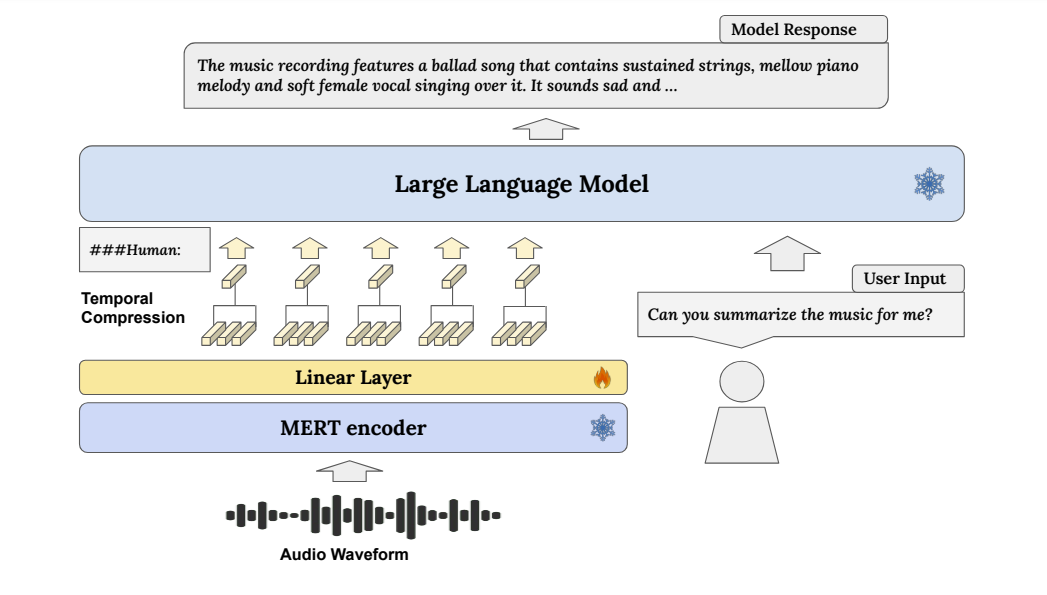 Model Response
The music recording features a ballad song that contains sustained strings, mellow piano
melody and soft female vocal singing over it. It sounds sad and ...
Large Language Model
###Human:
Temporal
Compression
User Input
Can you summarize the music for me?
Linear Layer
MERT encoder
Audio Waveform